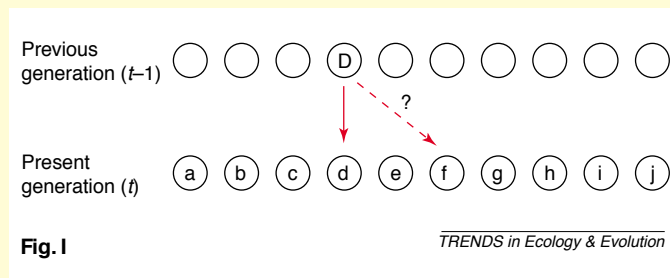 Previous
generation (t–1)
D
?
Present
generation (t)
a b c d e f g h i j
Fig. I
TRENDS in Ecology & Evolution